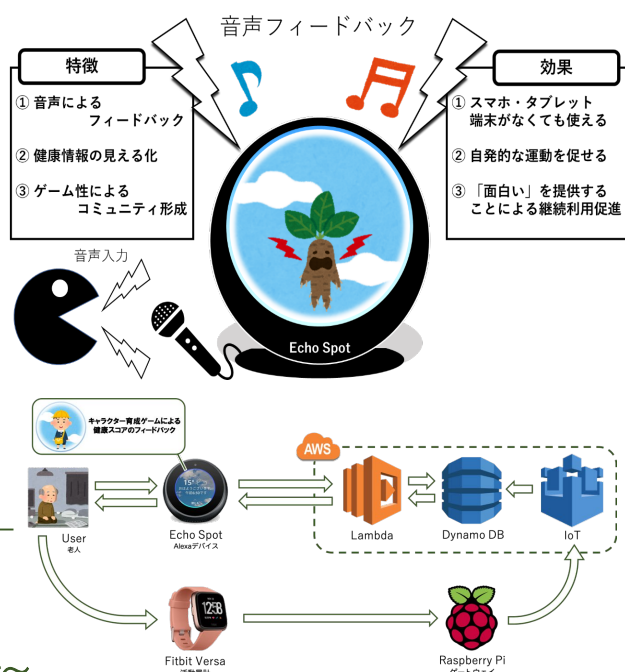 音声フィードバック
特徴
① 音声による
フィードバック
② 健康情報の見える化
③ ゲーム性による
コミュニティ形成
効果
① スマホ・タブレット
端末がなくても使える
② 自発的な運動を促せる
③ 「面白い」を提供する
ことによる継続利用促進
音声入力
Echo Spot
キャラクター育成ゲームによる
健康スコアのフィードバック
AWS
User
老人
Echo Spot
Alexaデバイス
Lambda
Dynamo DB
IoT
Fitbit Versa
Raspberry Pi